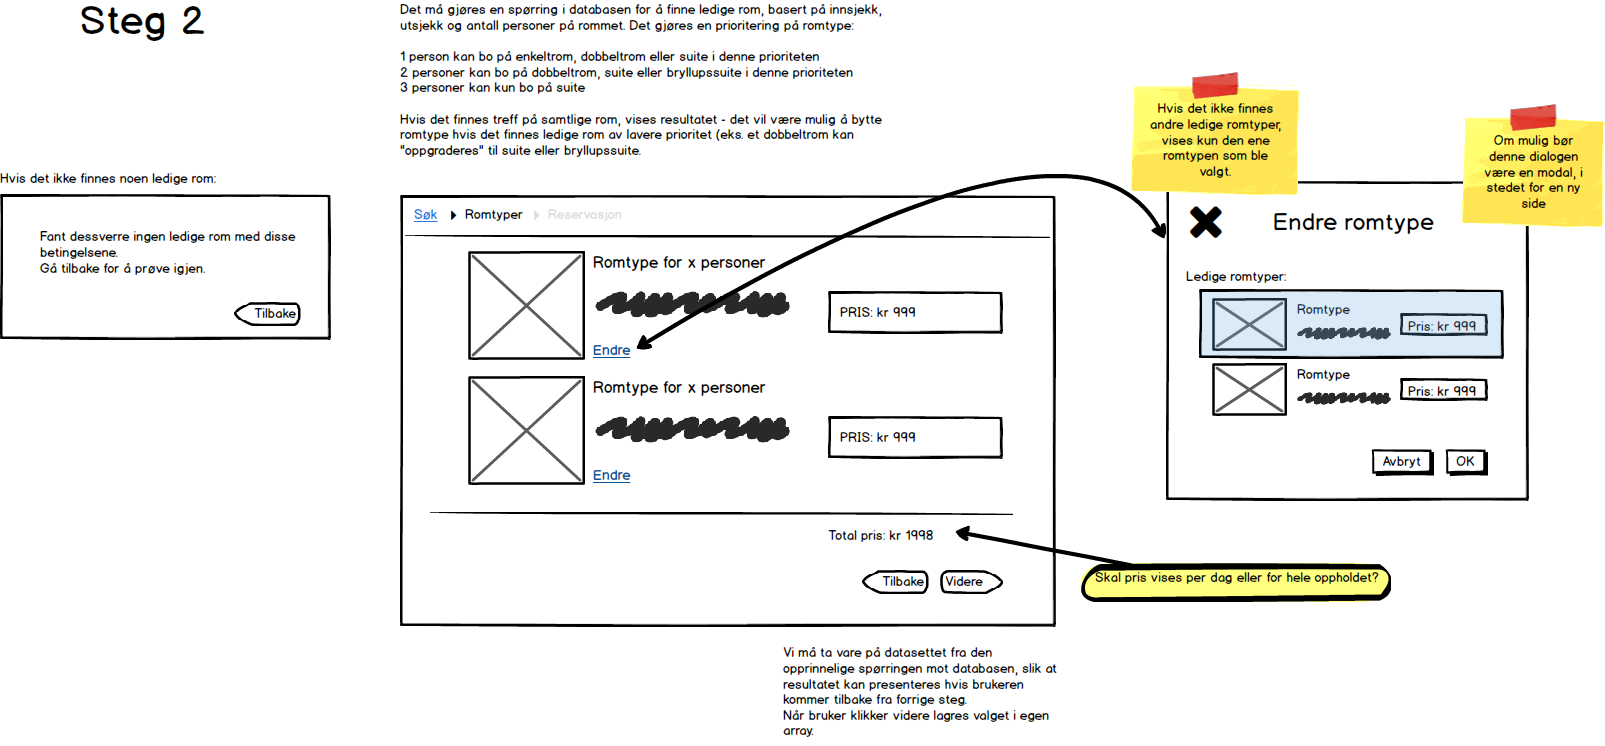 Steg 2
Det må gjøres en spørring i databasen for å finne ledige rom, basert på innsjekk,
utsjekk og antall personer på rommet. Det gjøres en prioritering på romtype:
1 person kan bo på enkeltrom, dobbeltrom eller suite i denne prioriteten
2 personer kan bo på dobbeltrom, suite eller bryllupssuite i denne prioriteten
3 personer kan kun bo på suite
Hvis det finnes treff på samtlige rom, vises resultatet - det vil være mulig å bytte
romtype hvis det finnes ledige rom av lavere prioritet (eks. et dobbeltrom kan
"oppgraderes" til suite eller bryllupssuite.
Hvis det ikke finnes noen ledige rom:
Fant dessverre ingen ledige rom med disse
betingelsene.
Gå tilbake for å prøve igjen.
Tilbake
Søk Romtyper Reservasjon
Romtype for x personer
PRIS: kr 999
Endre
Romtype for x personer
PRIS: kr 999
Endre
Total pris: kr 1998
Tilbake Videre
Hvis det ikke finnes
andre ledige romtyper,
vises kun den ene
romtypen som ble
valgt.
Om mulig bør
denne dialogen
være en modal, i
stedet for en ny
side
Endre romtype
Ledige romtyper:
Romtype
Pris: kr 999
Romtype
Pris: kr 999
Avbryt OK
Skal pris vises per dag eller for hele oppholdet?
Vi må ta vare på datasettet fra den
opprinnelige spørringen mot databasen, slik at
resultatet kan presenteres hvis brukeren
kommer tilbake fra forrige steg.
Når bruker klikker videre lagres valget i egen
array.